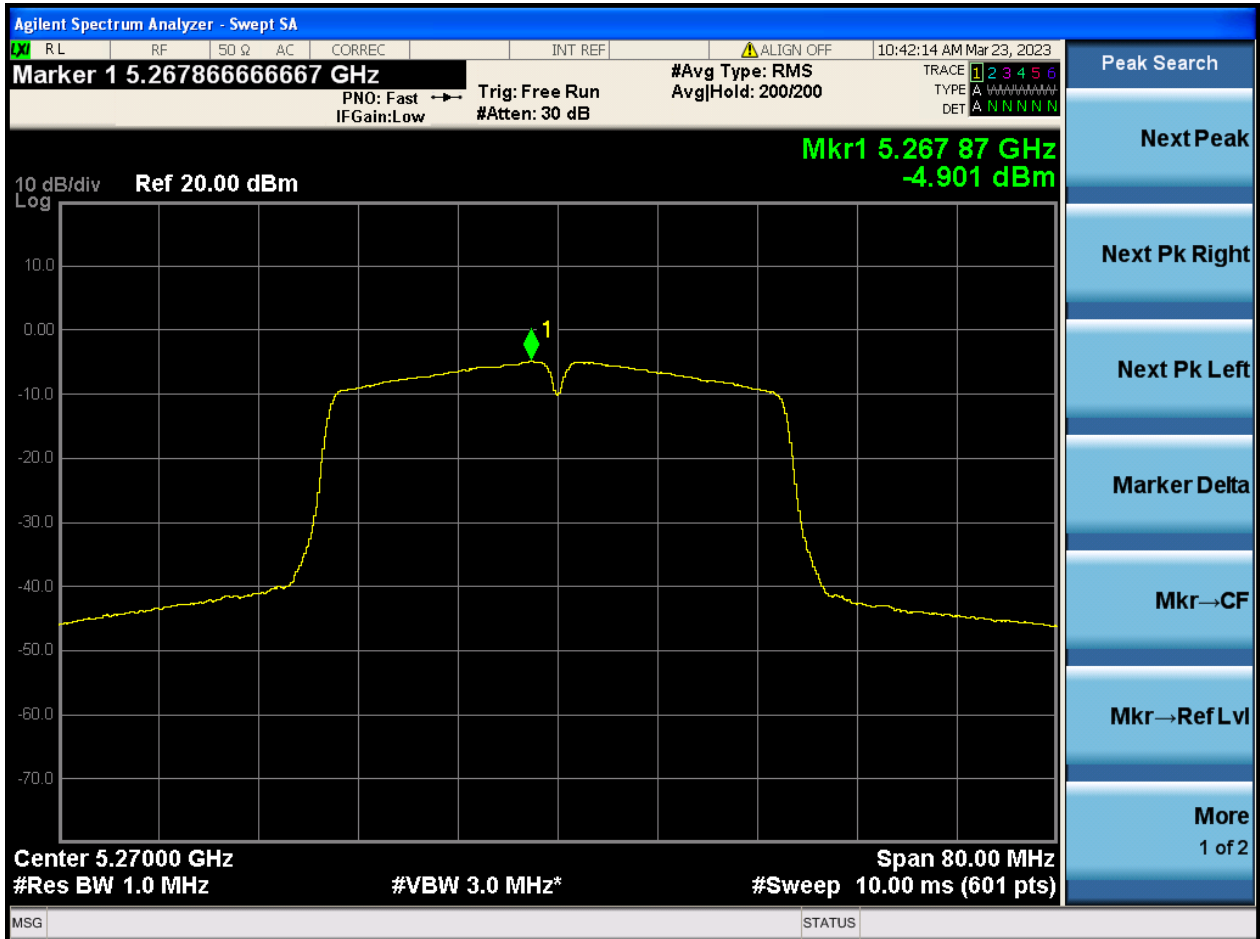 Agilent Spectrum Analyzer - Swept SA
LXI RL RF 50 Ω AC CORREC INT REF ALIGN OFF 10:42:14 AM Mar 23, 2023
Marker 1 5.267866666667 GHz
PNO: Fast
IFGain:Low
Trig: Free Run
#Atten: 30 dB
#Avg Type: RMS
Avg|Hold: 200/200
TRACE 1 2 3 4 5 6
TYPE A WWWWW
DET A N N N N N
Mkr1 5.267 87 GHz
-4.901 dBm
10 dB/div Ref 20.00 dBm
Log
10.0
0.00
-10.0
-20.0
-30.0
-40.0
-50.0
-60.0
-70.0
1
Center 5.27000 GHz Span 80.00 MHz
#Res BW 1.0 MHz #VBW 3.0 MHz* #Sweep 10.00 ms (601 pts)
MSG STATUS
Peak Search
Next Peak
Next Pk Right
Next Pk Left
Marker Delta
Mkr→CF
Mkr→Ref Lvl
More
1 of 2